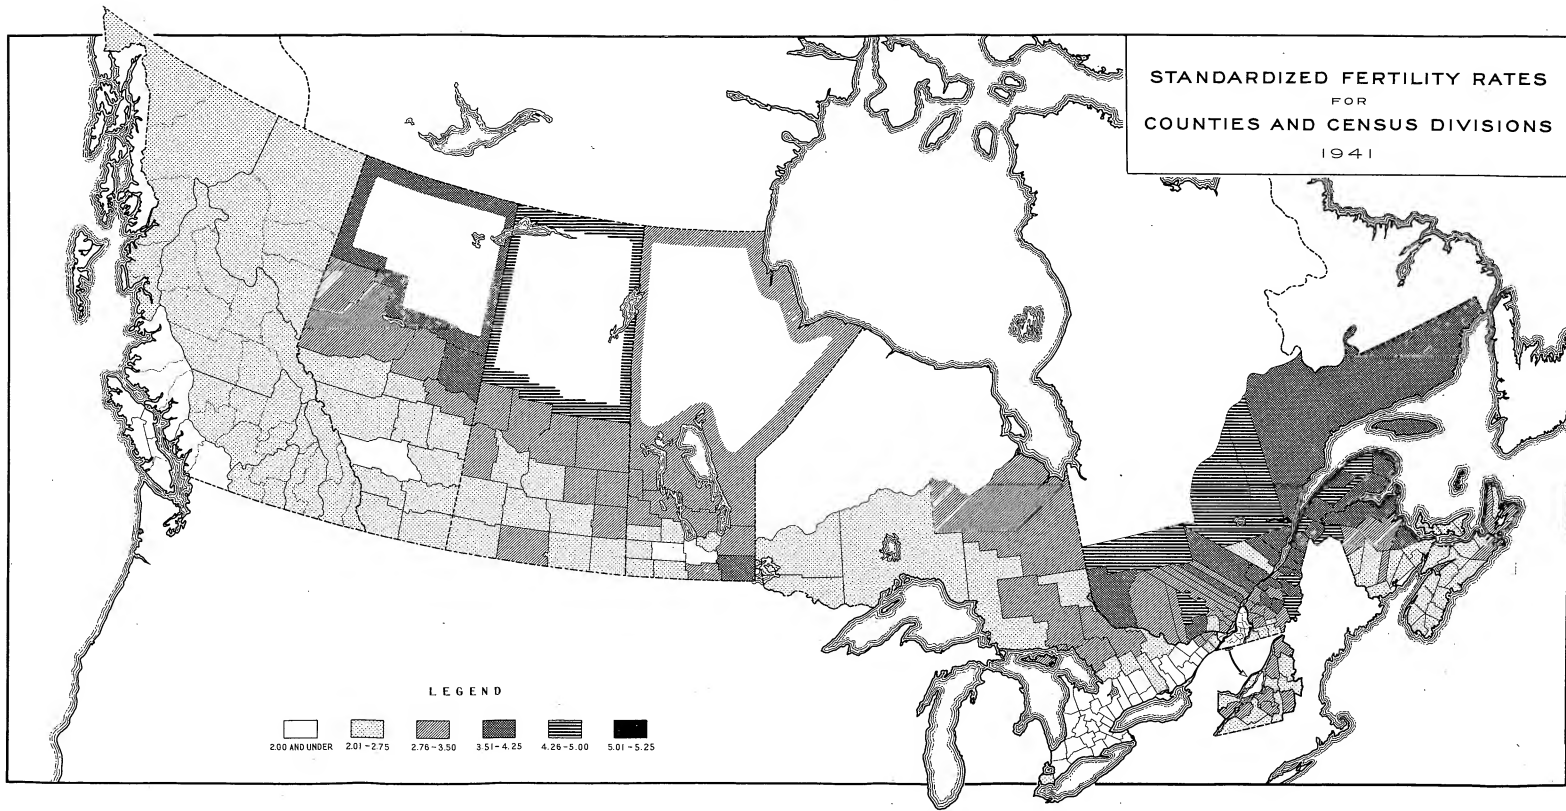 STANDARDIZED FERTILITY RATES
FOR
COUNTIES AND CENSUS DIVISIONS
1941
LEGEND
2.00 AND UNDER 2.01-2.75 2.76-3.50 3.51-4.25 4.26-5.00 5.01-5.25